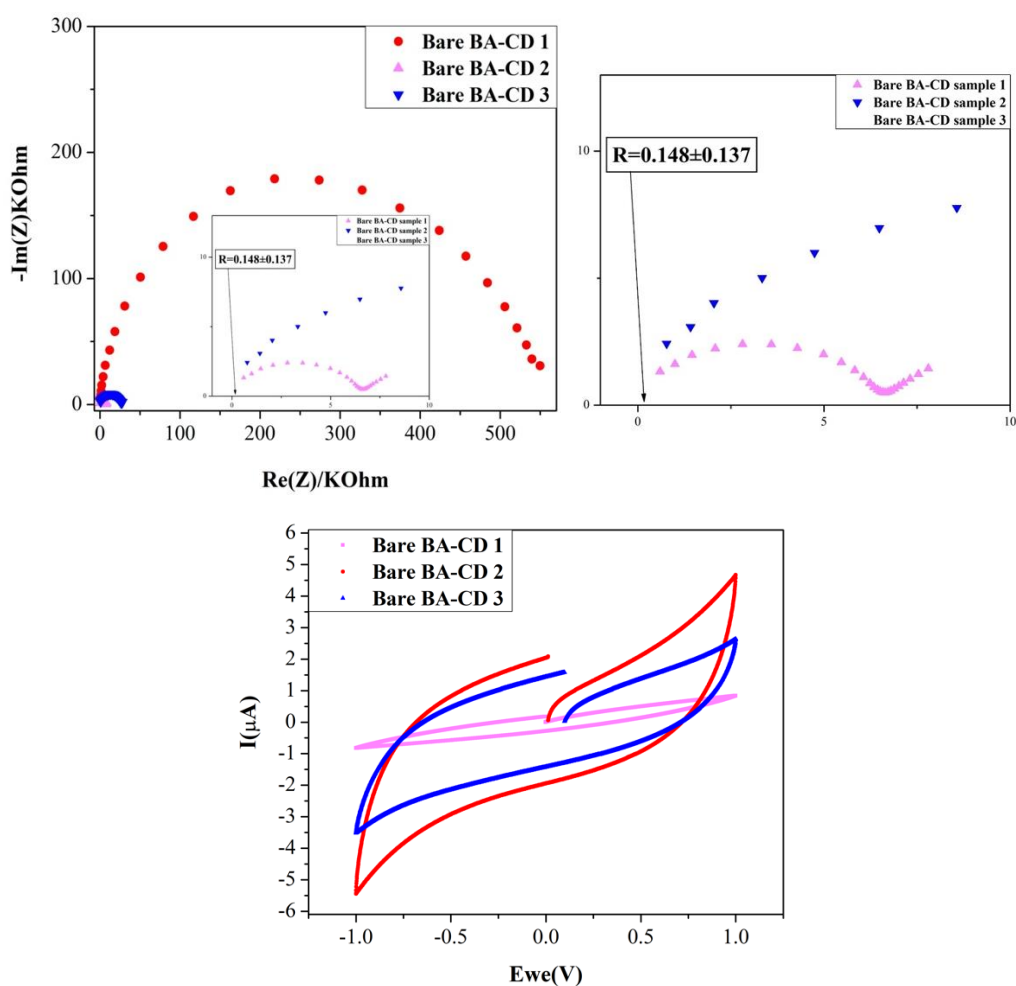 300
200
100
0
-Im(Z)KOhm
Bare BA-CD 1
Bare BA-CD 2
Bare BA-CD 3
10
0
R=0.148±0.137
Bare BA-CD sample 1
Bare BA-CD sample 2
Bare BA-CD sample 3
0 5 10
0 100 200 300 400 500
Re(Z)/KOhm
10
0
R=0.148±0.137
Bare BA-CD sample 1
Bare BA-CD sample 2
Bare BA-CD sample 3
0 5 10
6
5
4
3
2
1
0
-1
-2
-3
-4
-5
-6
I(μA)
Bare BA-CD 1
Bare BA-CD 2
Bare BA-CD 3
-1.0 -0.5 0.0 0.5 1.0
Ewe(V)